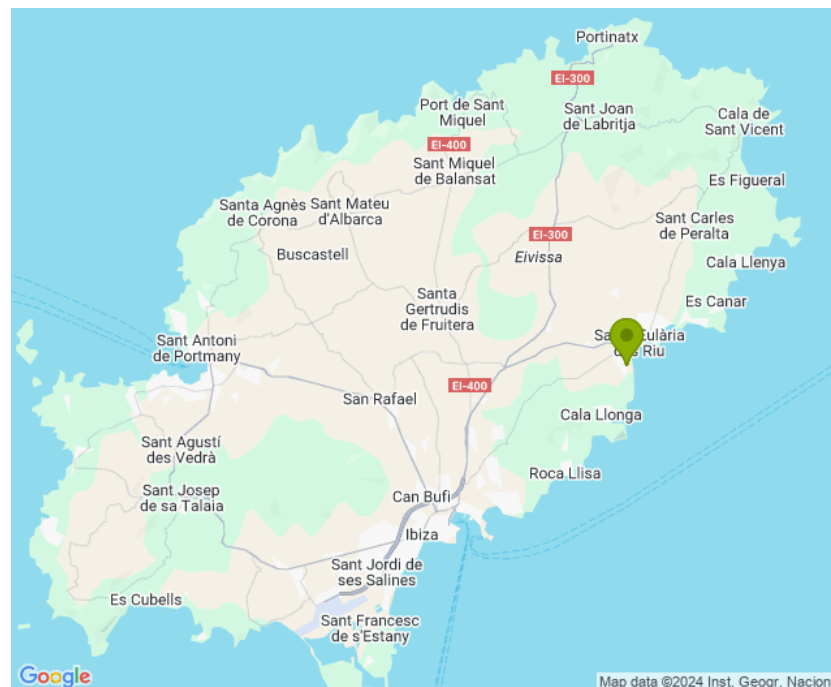 Portinatx
EI-300
Port de Sant
Miquel
Sant Joan
de Labritja
Cala de
Sant Vicent
EI-400
Sant Miquel
de Balansat
Es Figueral
Santa Agnès
de Corona
Sant Mateu
d'Albarca
Sant Carles
de Peralta
EI-300
Buscastell
Eivissa
Cala Llenya
Santa
Gertrudis
de Fruitera
Es Canar
Sant Antoni
de Portmany
Eulària
Riu
EI-400
San Rafael
Cala Llonga
Sant Agustí
des Vedrà
Roca Llisa
Sant Josep
de sa Talaia
Can Bufi
Ibiza
Sant Jordi de
ses Salines
Es Cubells
Sant Francesc
de s'Estany
Google
Map data ©2024 Inst. Geogr. Nacion